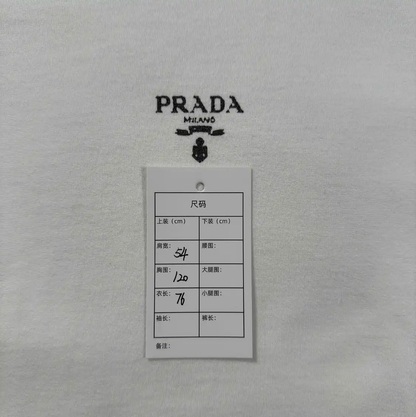 PRADA
MILANO
尺码
上装（cm） 下装（cm）
肩宽： 54 腰围：
胸围： 120 大腿围：
衣长： 76 小腿围：
袖长： 裤长：
备注：